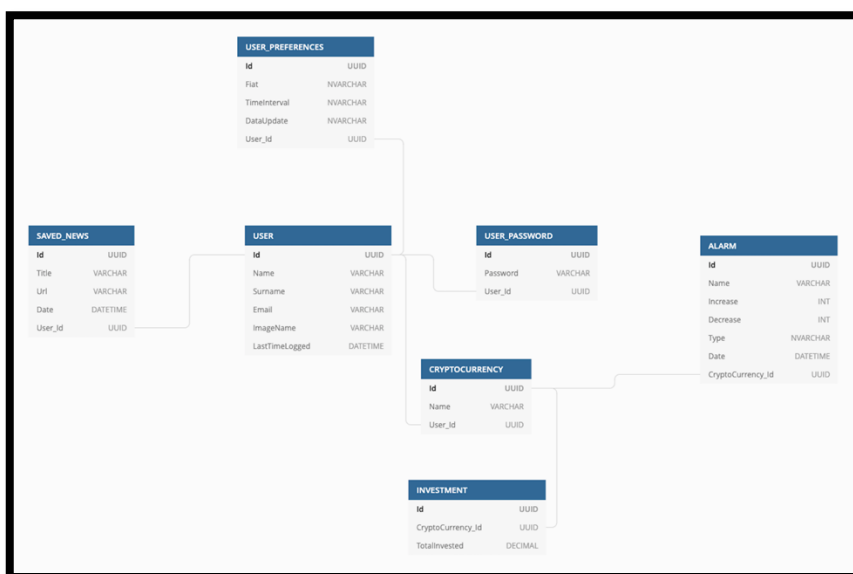 USER_PREFERENCES
Id UUID
Fiat NVARCHAR
TimeInterval NVARCHAR
DataUpdate NVARCHAR
User_Id UUID
SAVED_NEWS
Id UUID
Title VARCHAR
Url VARCHAR
Date DATETIME
User_Id UUID
USER
Id UUID
Name VARCHAR
Surname VARCHAR
Email VARCHAR
ImageName VARCHAR
LastTimeLogged DATETIME
USER_PASSWORD
Id UUID
Password VARCHAR
User_Id UUID
ALARM
Id UUID
Name VARCHAR
Increase INT
Decrease INT
Type NVARCHAR
Date DATETIME
CryptoCurrency_Id UUID
CRYPTOCURRENCY
Id UUID
Name VARCHAR
User_Id UUID
INVESTMENT
Id UUID
CryptoCurrency_Id UUID
TotalInvested DECIMAL